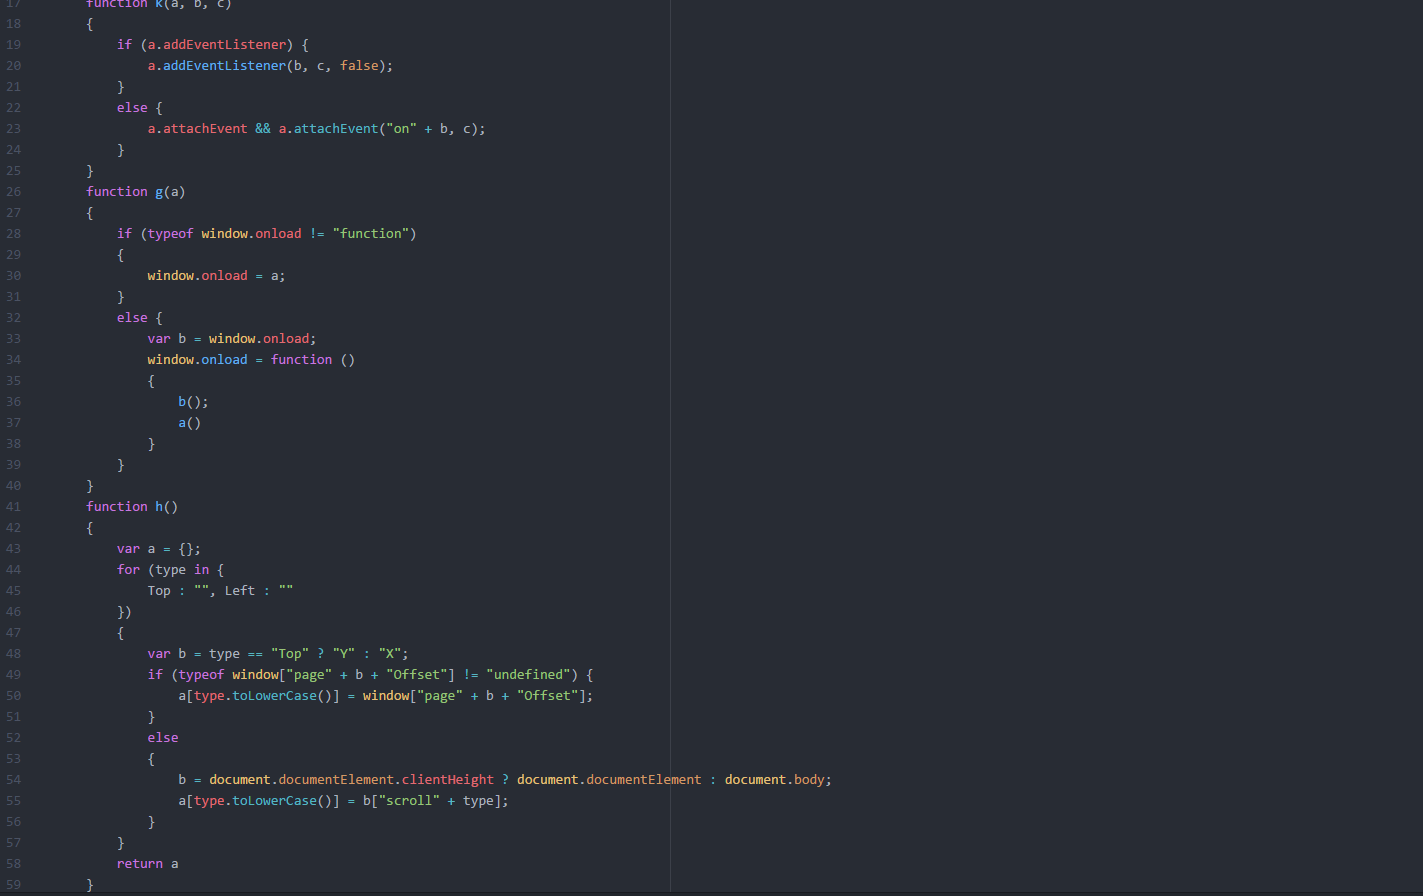 17 function k(a, b, c)
18 {
19 if (a.addEventListener) {
20 a.addEventListener(b, c, false);
21 }
22 else {
23 a.attachEvent && a.attachEvent("on" + b, c);
24 }
25 }
26 function g(a)
27 {
28 if (typeof window.onload != "function")
29 {
30 window.onload = a;
31 }
32 else {
33 var b = window.onload;
34 window.onload = function ()
35 {
36 b();
37 a()
38 }
39 }
40 }
41 function h()
42 {
43 var a = {};
44 for (type in {
45 Top : "", Left : ""
46 })
47 {
48 var b = type == "Top" ? "Y" : "X";
49 if (typeof window["page" + b + "Offset"] != "undefined") {
50 a[type.toLowerCase()] = window["page" + b + "Offset"];
51 }
52 else
53 {
54 b = document.documentElement.clientHeight ? document.documentElement : document.body;
55 a[type.toLowerCase()] = b["scroll" + type];
56 }
57 }
58 return a
59 }